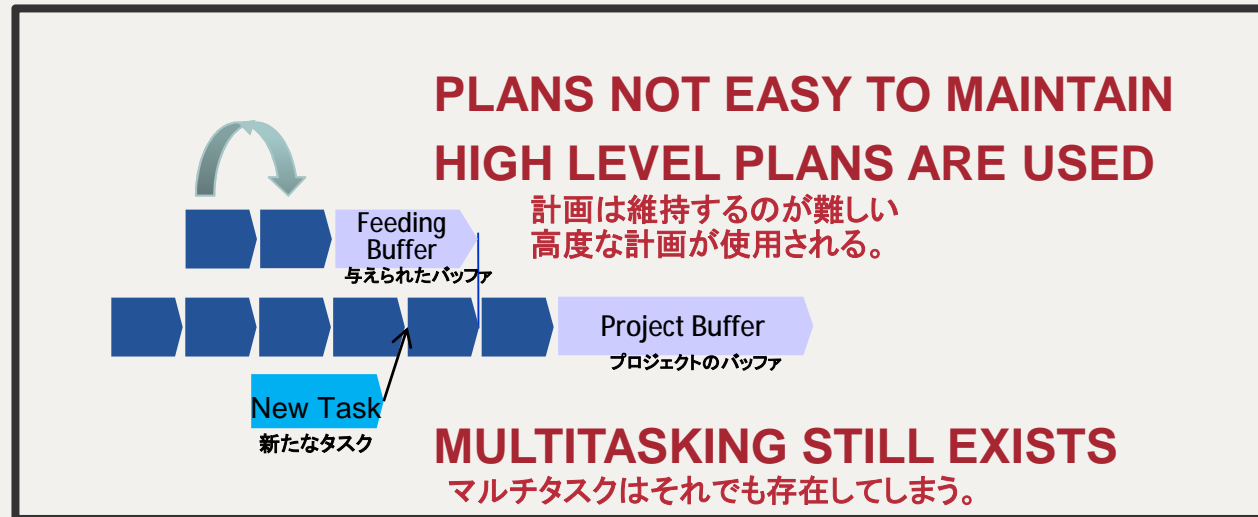 PLANS NOT EASY TO MAINTAIN
HIGH LEVEL PLANS ARE USED
計画は維持するのが難しい
高度な計画が使用される。
Feeding
Buffer
与えられたバッファ
Project Buffer
プロジェクトのバッファ
New Task
新たなタスク
MULTITASKING STILL EXISTS
マルチタスクはそれでも存在してしまう。